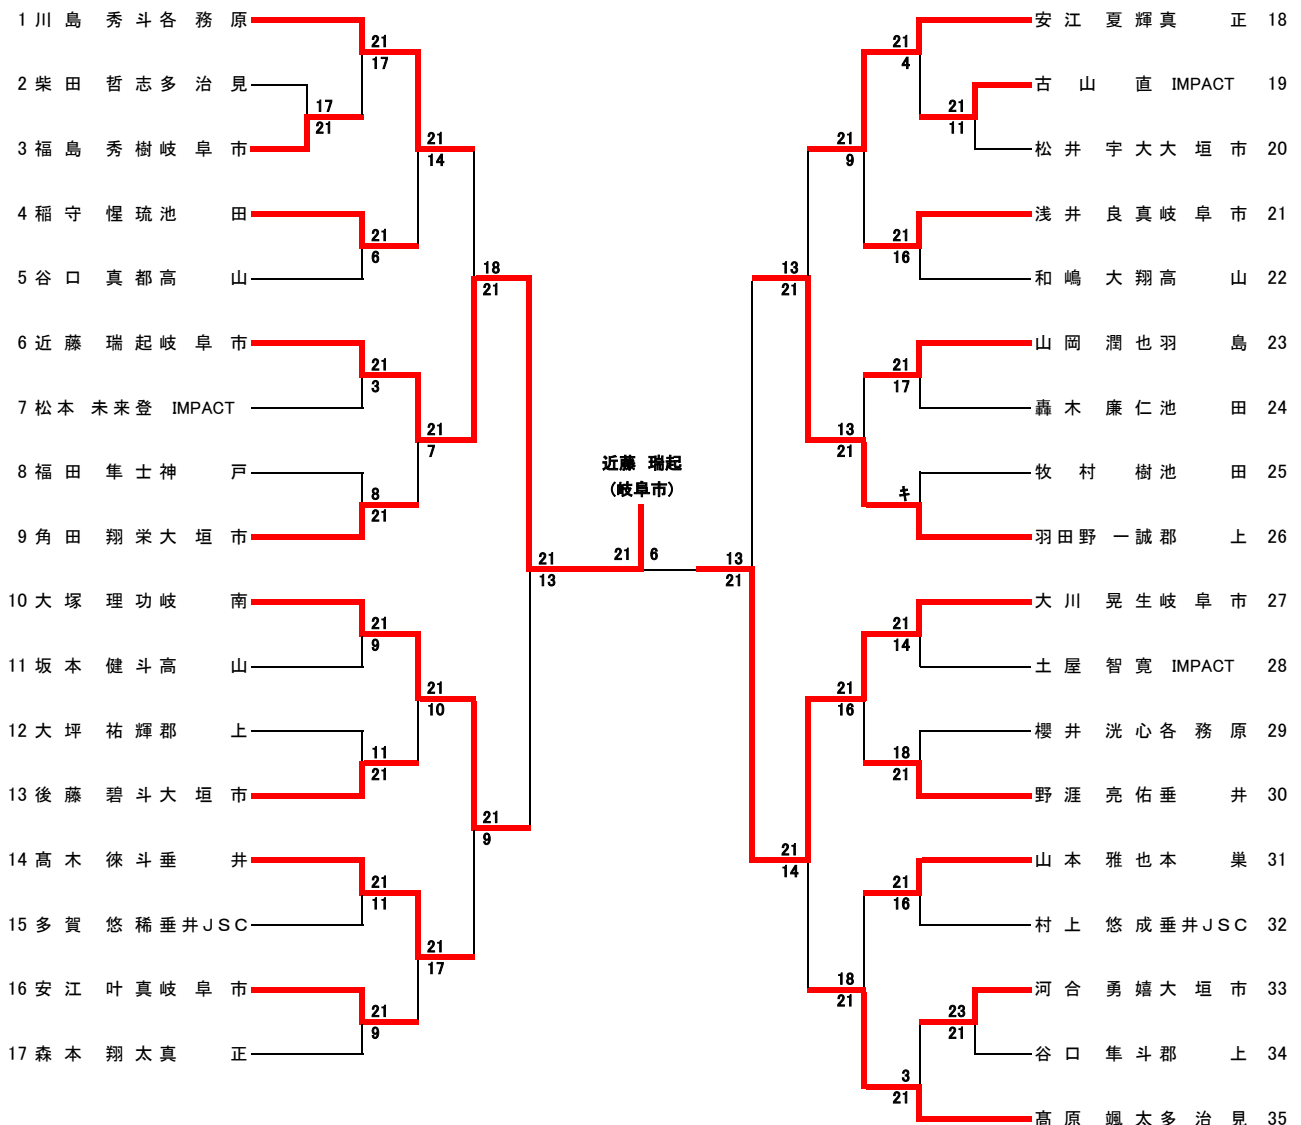 1 川島 秀斗 各務原
2 柴田 哲志 多治見
3 福島 秀樹 岐阜市
4 稲守 惺琉 池田
5 谷口 真都 高山
6 近藤 瑞起 岐阜市
7 松本 未来登 IMPACT
8 福田 隼士 神戸
9 角田 翔栄 大垣市
10 大塚 理功 岐南
11 坂本 健斗 高山
12 大坪 祐輝 郡上
13 後藤 碧斗 大垣市
14 髙木 徠斗 垂井
15 多賀 悠稀 垂井JSC
16 安江 叶真 岐阜市
17 森本 翔太 真正
21
17
17
21
21
14
21
6
18
21
21
3
21
7
8
21
21
13
21
9
21
10
11
21
21
9
21
11
21
17
21
9
近藤 瑞起
(岐阜市)
21 6
21
4
21
11
21
9
21
16
13
21
21
17
13
21
キ
13
21
21
14
21
16
18
21
21
14
21
16
18
21
23
21
3
21
安江 夏輝 真正 18
古山 直 IMPACT 19
松井 宇大 大垣市 20
浅井 良真 岐阜市 21
和嶋 大翔 高山 22
山岡 潤也 羽島 23
轟木 廉仁 池田 24
牧村 樹 池田 25
羽田野 一誠 郡上 26
大川 晃生 岐阜市 27
土屋 智寛 IMPACT 28
櫻井 洸心 各務原 29
野涯 亮佑 垂井 30
山本 雅也 本巣 31
村上 悠成 垂井JSC 32
河合 勇嬉 大垣市 33
谷口 隼斗 郡上 34
髙原 颯太 多治見 35